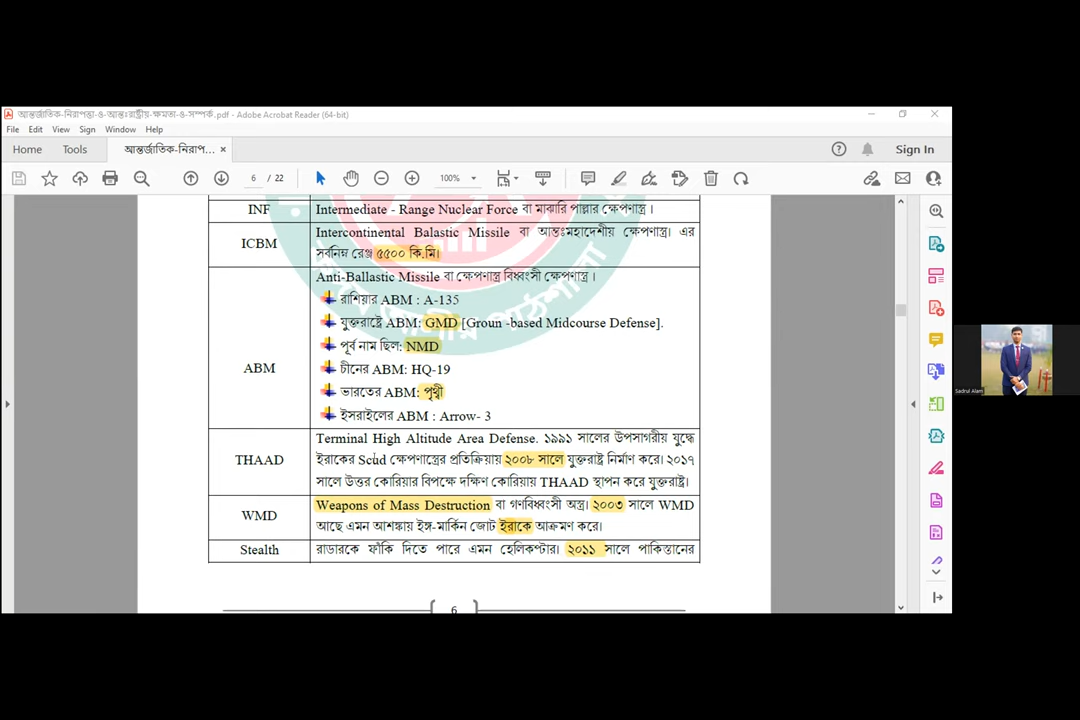 আন্তর্জাতিক-নিরাপত্তা-ও-আন্তঃরাষ্ট্রীয়-ক্ষমতা-ও-সম্পর্ক.pdf - Adobe Acrobat Reader (64-bit)
File Edit View Sign Window Help
Home Tools আন্তর্জাতিক-নিরাপ... × Sign In
6 / 22 100%
INF Intermediate - Range Nuclear Force বা মাঝারি পাল্লার ক্ষেপণাস্ত্র।
Intercontinental Balastic Missile বা আন্তঃমহাদেশীয় ক্ষেপণাস্ত্র। এর
ICBM
সর্বনিম্ন রেঞ্জ ৫৫০০ কি.মি।
Anti-Ballastic Missile বা ক্ষেপণাস্ত্র বিধ্বংসী ক্ষেপণাস্ত্র।
রাশিয়ার ABM : A-135
যুক্তরাষ্ট্রে ABM: GMD [Groun -based Midcourse Defense].
পূর্ব নাম ছিল: NMD
ABM
চীনের ABM: HQ-19
ভারতের ABM: পৃথ্বী
ইসরাইলের ABM : Arrow- 3
Terminal High Altitude Area Defense. ১৯৯১ সালের উপসাগরীয় যুদ্ধে
THAAD ইরাকের Scud ক্ষেপণাস্ত্রের প্রতিক্রিয়ায় ২০০৮ সালে যুক্তরাষ্ট্র নির্মাণ করে। ২০১৭
সালে উত্তর কোরিয়ার বিপক্ষে দক্ষিণ কোরিয়ায় THAAD স্থাপন করে যুক্তরাষ্ট্র।
Weapons of Mass Destruction বা গণবিধ্বংসী অস্ত্র। ২০০৩ সালে WMD
WMD
আছে এমন আশঙ্কায় ইঙ্গ-মার্কিন জোট ইরাকে আক্রমণ করে।
Stealth রাডারকে ফাঁকি দিতে পারে এমন হেলিকপ্টার। ২০১১ সালে পাকিস্তানের
6
Sadrul Alam